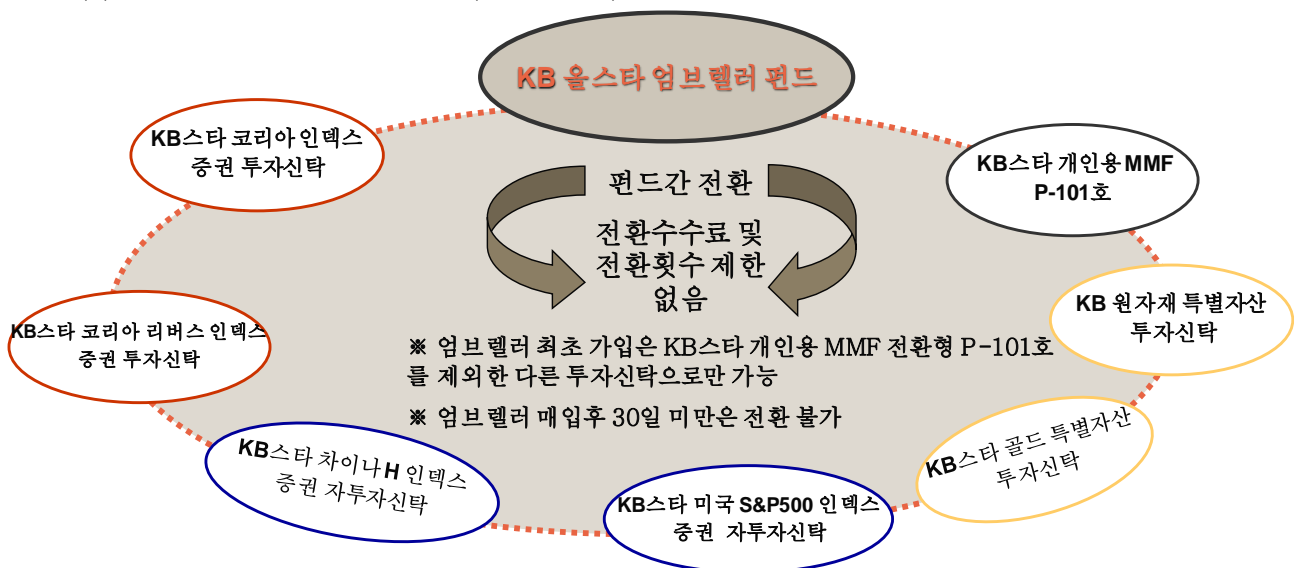 KB 올스타 엄브렐러 펀드
KB스타 코리아 인덱스
증권 투자신탁
KB스타 개인용 MMF
P-101호
펀드간 전환
전환수수료 및
전환횟수 제한
없음
KB 원자재 특별자산
투자신탁
KB스타 코리아 리버스 인덱스
증권 투자신탁
※ 엄브렐러 최초 가입은 KB스타 개인용 MMF 전환형 P-101호
를 제외한 다른 투자신탁으로만 가능
※ 엄브렐러 매입후 30일 미만은 전환 불가
KB스타 골드 특별자산
투자신탁
KB스타 차이나 H 인덱스
증권 자투자신탁
KB스타 미국 S&P500 인덱스
증권 자투자신탁